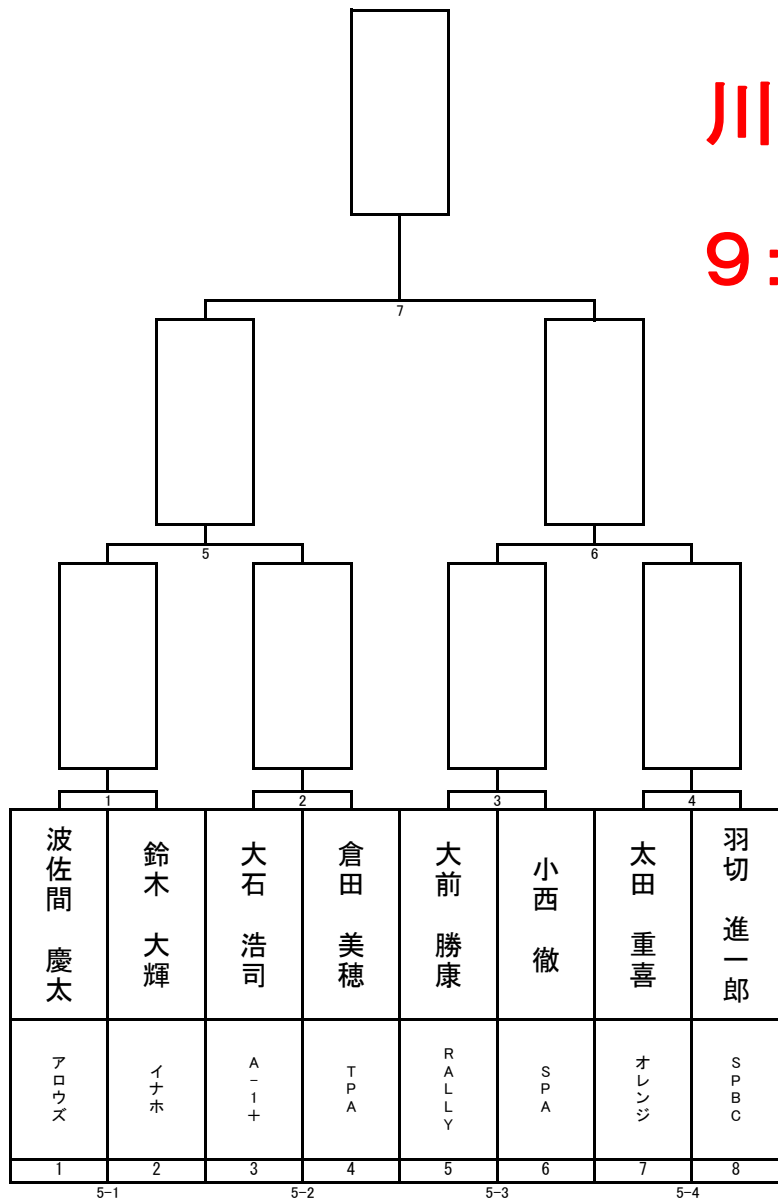 川
9:
7
5
6
1
2
3
4
波佐間 慶太
鈴木 大輝
大石 浩司
倉田 美穂
大前 勝康
小西 徹
太田 重喜
羽切 進一郎
アロウズ
イナホ
A-1+
TPA
RALLY
SPA
オレンジ
SPBC
1
2
3
4
5
6
7
8
5-1
5-2
5-3
5-4